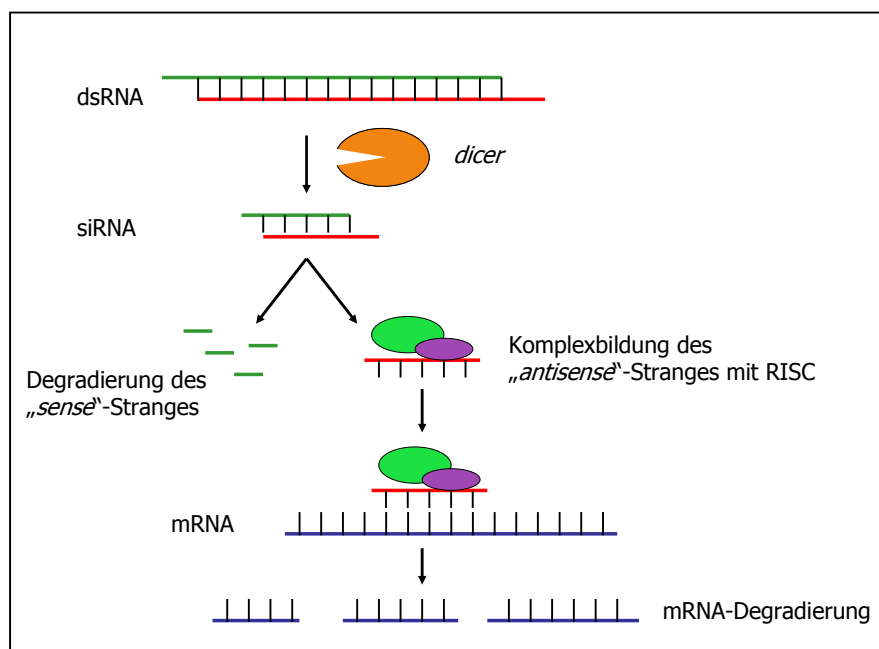 dsRNA
dicer
siRNA
Degradierung des
„sense“-Stranges
Komplexbildung des
„antisense“-Stranges mit RISC
mRNA
mRNA-Degradierung